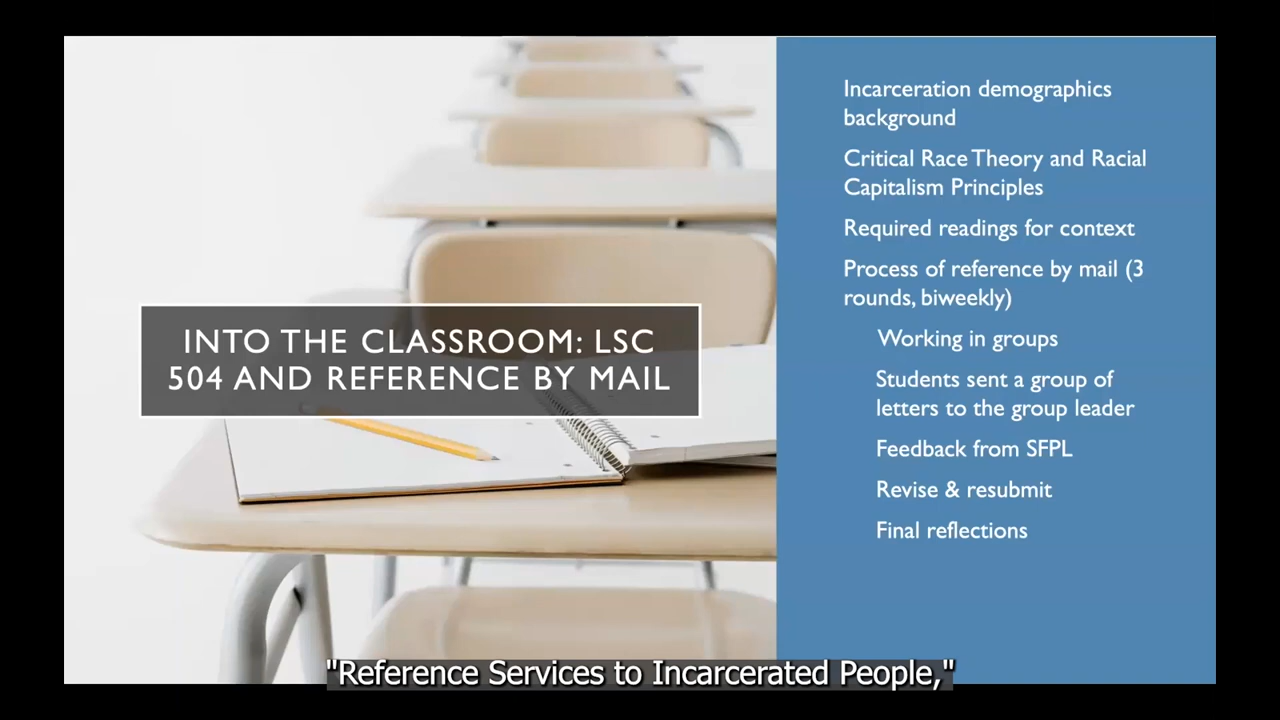 INTO THE CLASSROOM: LSC
504 AND REFERENCE BY MAIL
Incarceration demographics
background
Critical Race Theory and Racial
Capitalism Principles
Required readings for context
Process of reference by mail (3
rounds, biweekly)
Working in groups
Students sent a group of
letters to the group leader
Feedback from SFPL
Revise & resubmit
Final reflections
"Reference Services to Incarcerated People,"